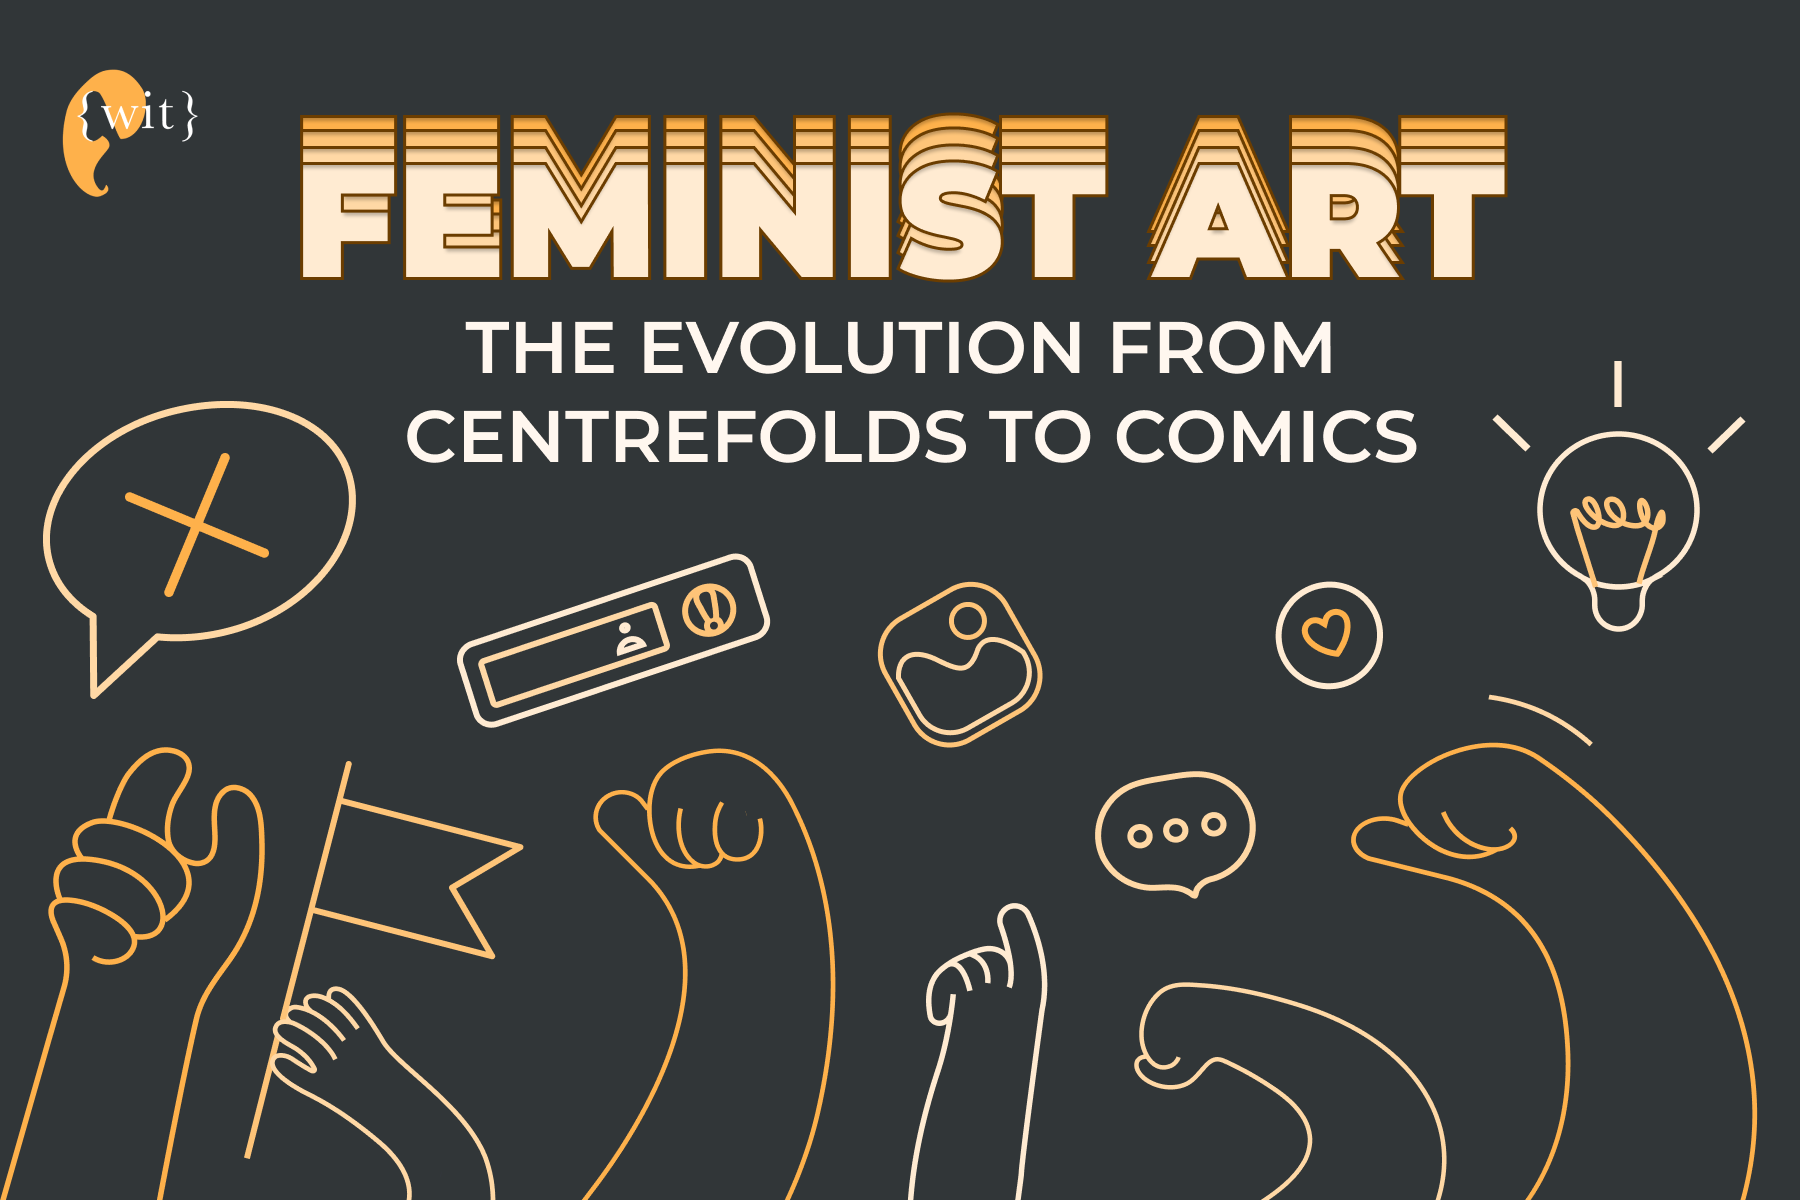 {wit}
FEMINIST ART
THE EVOLUTION FROM
CENTREFOLDS TO COMICS